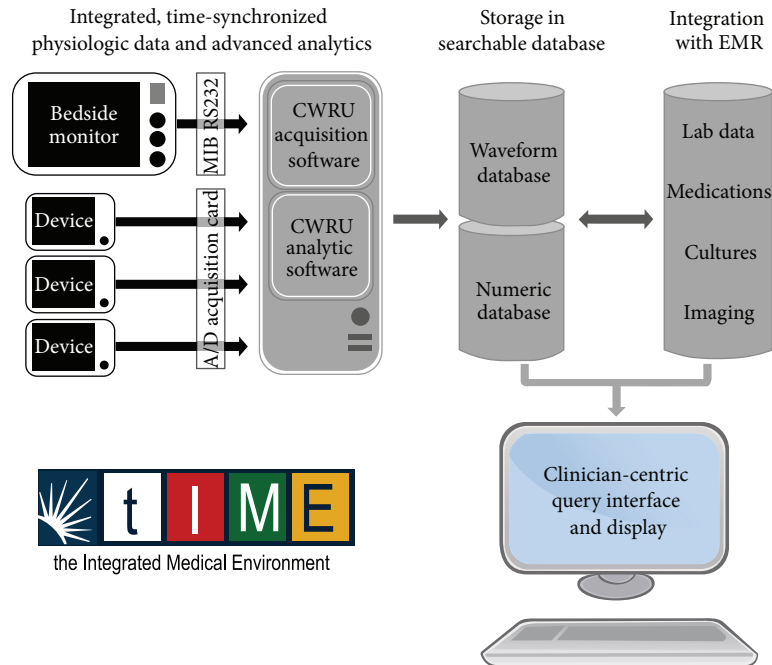 Integrated, time-synchronized
physiologic data and advanced analytics
Storage in
searchable database
Integration
with EMR
Bedside
monitor
MIB RS232
CWRU
acquisition
software
Device
Device
Device
A/D acquisition card
CWRU
analytic
software
Waveform
database
Numeric
database
Lab data
Medications
Cultures
Imaging
Clinician-centric
query interface
and display
tIME
the Integrated Medical Environment